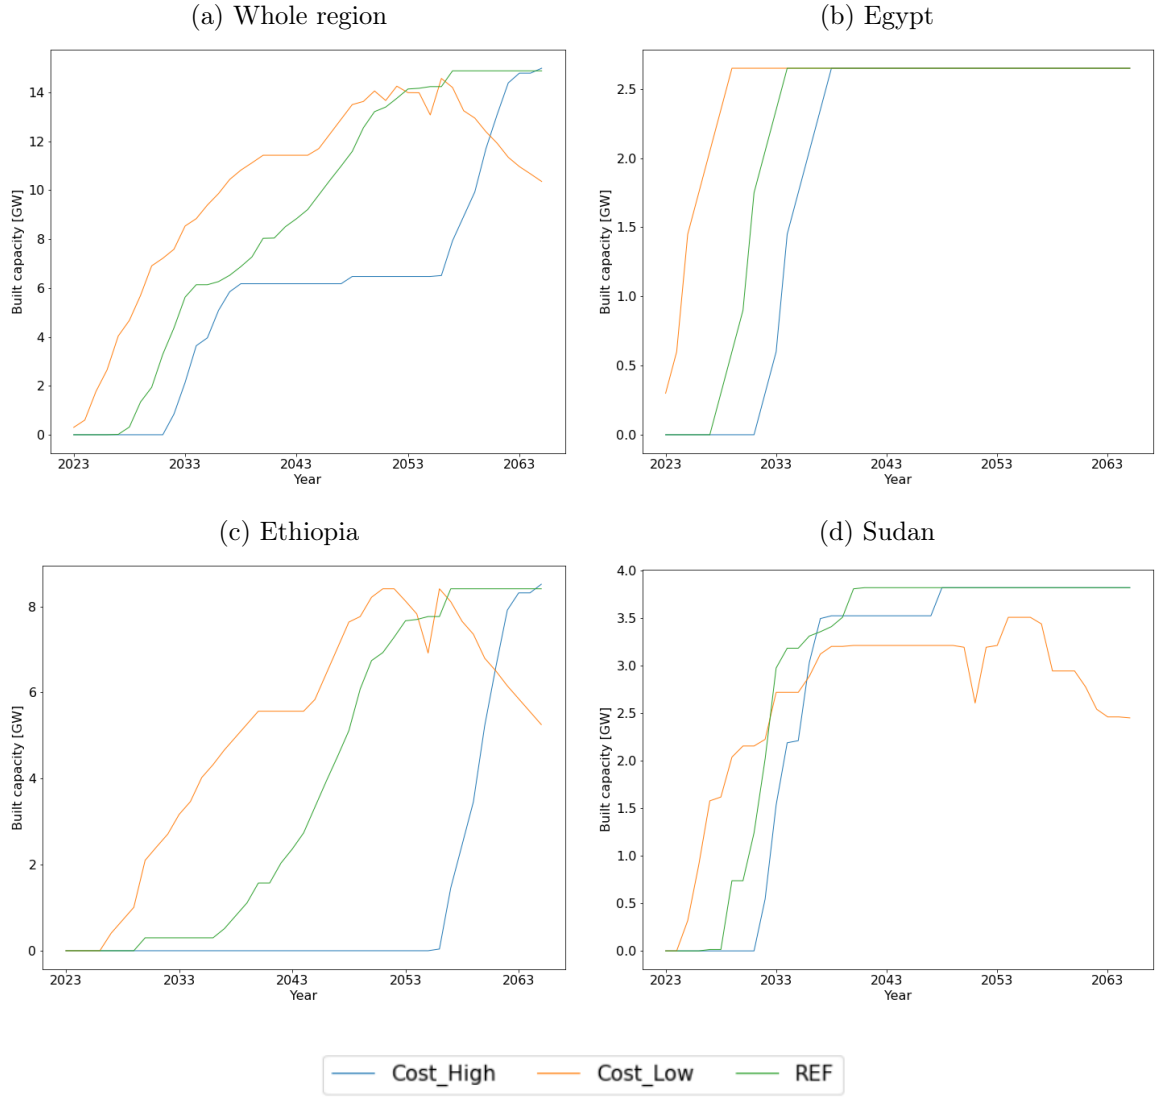 (a) Whole region
14
12
10
8
6
4
2
0
Built capacity [GW]
2023 2033 2043 2053 2063
Year
(b) Egypt
2.5
2.0
1.5
1.0
0.5
0.0
Built capacity [GW]
2023 2033 2043 2053 2063
Year
(c) Ethiopia
8
6
4
2
0
Built capacity [GW]
2023 2033 2043 2053 2063
Year
(d) Sudan
4.0
3.5
3.0
2.5
2.0
1.5
1.0
0.5
0.0
Built capacity [GW]
2023 2033 2043 2053 2063
Year
Cost_High Cost_Low REF